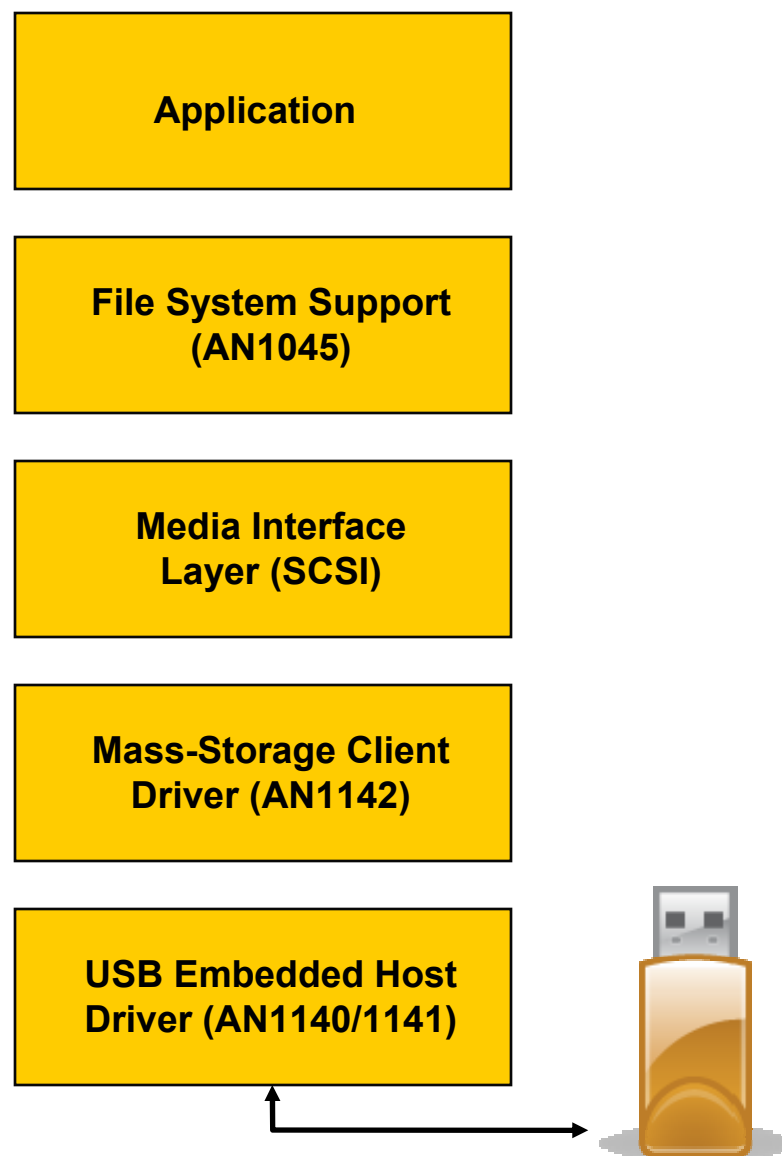 Application
File System Support
(AN1045)
Media Interface
Layer (SCSI)
Mass-Storage Client
Driver (AN1142)
USB Embedded Host
Driver (AN1140/1141)